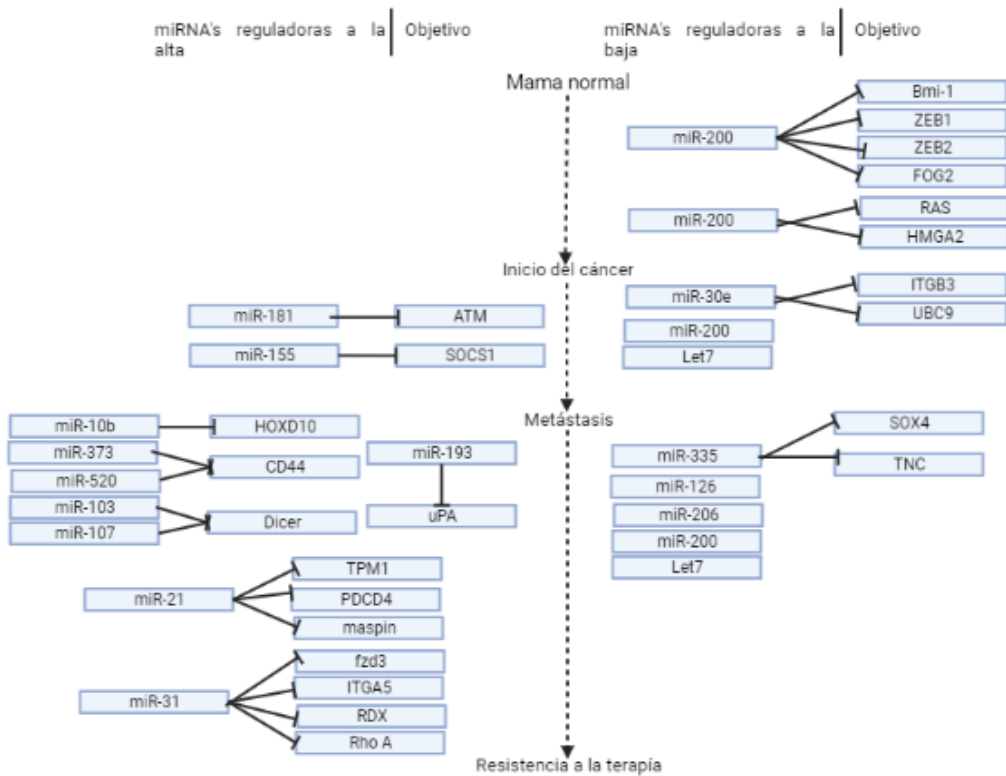 miRNA's reguladoras a la
alta
Objetivo
miRNA's reguladoras a la
baja
Objetivo
Mama normal
miR-200
Bmi-1
ZEB1
ZEB2
FOG2
miR-200
RAS
HMGA2
Inicio del cáncer
miR-181
ATM
miR-155
SOCS1
miR-30e
ITGB3
UBC9
miR-200
Let7
Metástasis
miR-10b
HOXD10
miR-373
miR-520
CD44
miR-103
miR-107
Dicer
miR-193
uPA
miR-335
SOX4
TNC
miR-126
miR-206
miR-200
Let7
miR-21
TPM1
PDCD4
maspin
miR-31
fzd3
ITGA5
RDX
Rho A
Resistencia a la terapía